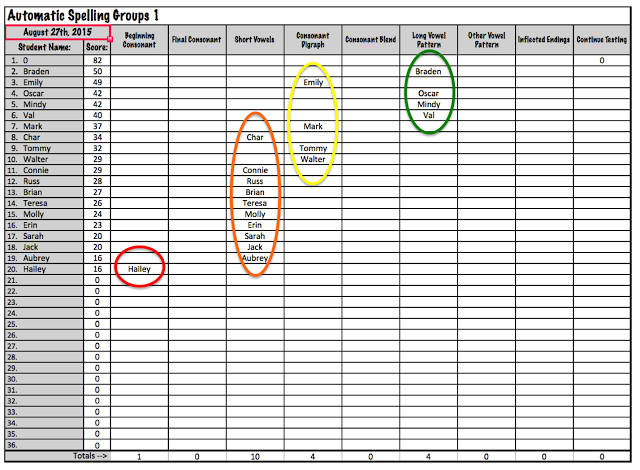 Automatic Spelling Groups 1
August 27th, 2015 Beginning Consonant Final Consonant Short Vowels Consonant Digraph Consonant Blend Long Vowel Pattern Other Vowel Pattern Inflected Endings Continue Testing
Student Name: Score:
1. O 82 O
2. Braden 50 Braden
3. Emily 49 Emily
4. Oscar 42 Oscar
5. Mindy 42 Mindy
6. Val 40 Val
7. Mark 37 Mark
8. Char 34 Char
9. Tommy 32 Tommy
10. Walter 29 Walter
11. Connie 29 Connie
12. Russ 28 Russ
13. Brian 27 Brian
14. Teresa 26 Teresa
15. Molly 24 Molly
16. Erin 23 Erin
17. Sarah 20 Sarah
18. Jack 20 Jack
19. Aubrey 16 Aubrey
20. Hailey 16 Hailey
21. 0
22. 0
23. 0
24. 0
25. 0
26. 0
27. 0
28. 0
29. 0
30. 0
31. 0
32. 0
33. 0
34. 0
35. 0
36. 0
Totals --> 1 0 10 4 0 4 0 0 0